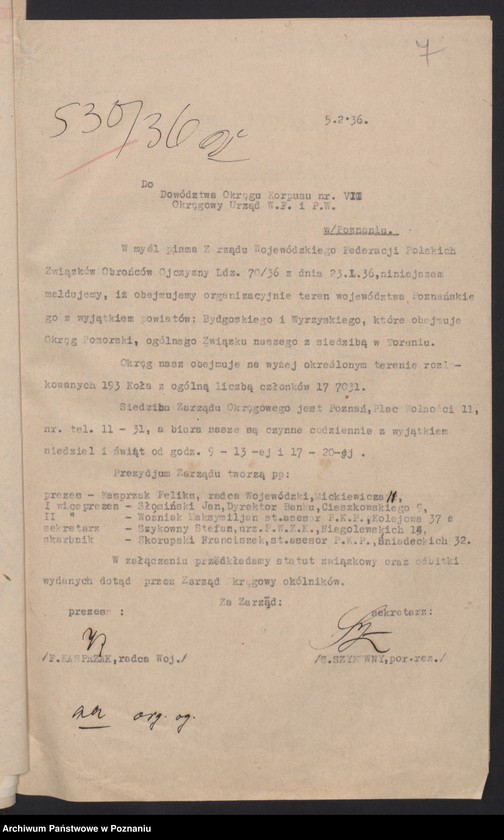 7
530/36
5.2.36.
Do
Dowództwa Okręgu Korpusu nr. VII
Okręgowy Urząd W.F. i P.W.
w/Poznaniu.
W myśl pisma Z rządu Wojewódzkiego Federacji Polskich
Związków Obrońców Ojczyzny Ldz. 70/36 z dnia 23.I.36,niniejszem
meldujemy, iż obejmujemy organizacyjnie teren województwa Poznańskie
go z wyjątkiem powiatów: Bydgoskiego i Wyrzyskiego, które obejmuje
Okręg Pomorski, ogólnego Związku naszego z siedzibą w Toruniu.
Okręg nasz obejmuje na wyżej określonym terenie rozlo-
kowanych 193 Koła z ogólną liczbą członków 17 7031.
Siedzibą Zarządu Okręgowego jest Poznań,Plac Wolności 11,
nr. tel. 11 - 31, a biura nasze są czynne codziennie z wyjątkiem
niedziel i świąt od godz. 9 - 13 -ej i 17 - 20-ej .
Prezydjum Zarządu tworzą pp:
prezes - Kasprzak Feliks, radca Wojewódzki,Mickiewicza
I wiceprezes - Słomiński Jan,Dyrektor Banku,Cieszkowskiego
II " - Woźniak Maksymiljan st.asesor P.K.P.,Kolejowa 37
sekretarz - Szykowny Stefan,urz.P.W.Z.K.,Niegolewskich 14,
skarbnik - Skorupski Franciszek,st.asesor P.K.P.,Śniadeckich 32.
W załączeniu przedkładamy statut związkowy oraz odbitki
wydanych dotąd przez Zarząd Okręgowy okólników.
Za Zarząd:
prezes : sekretarz:
/F.KASPRZAK,radca Woj./ /S.SZYKOWNY,por.rez./
aa org. og.
Archiwum Państwowe w Poznaniu